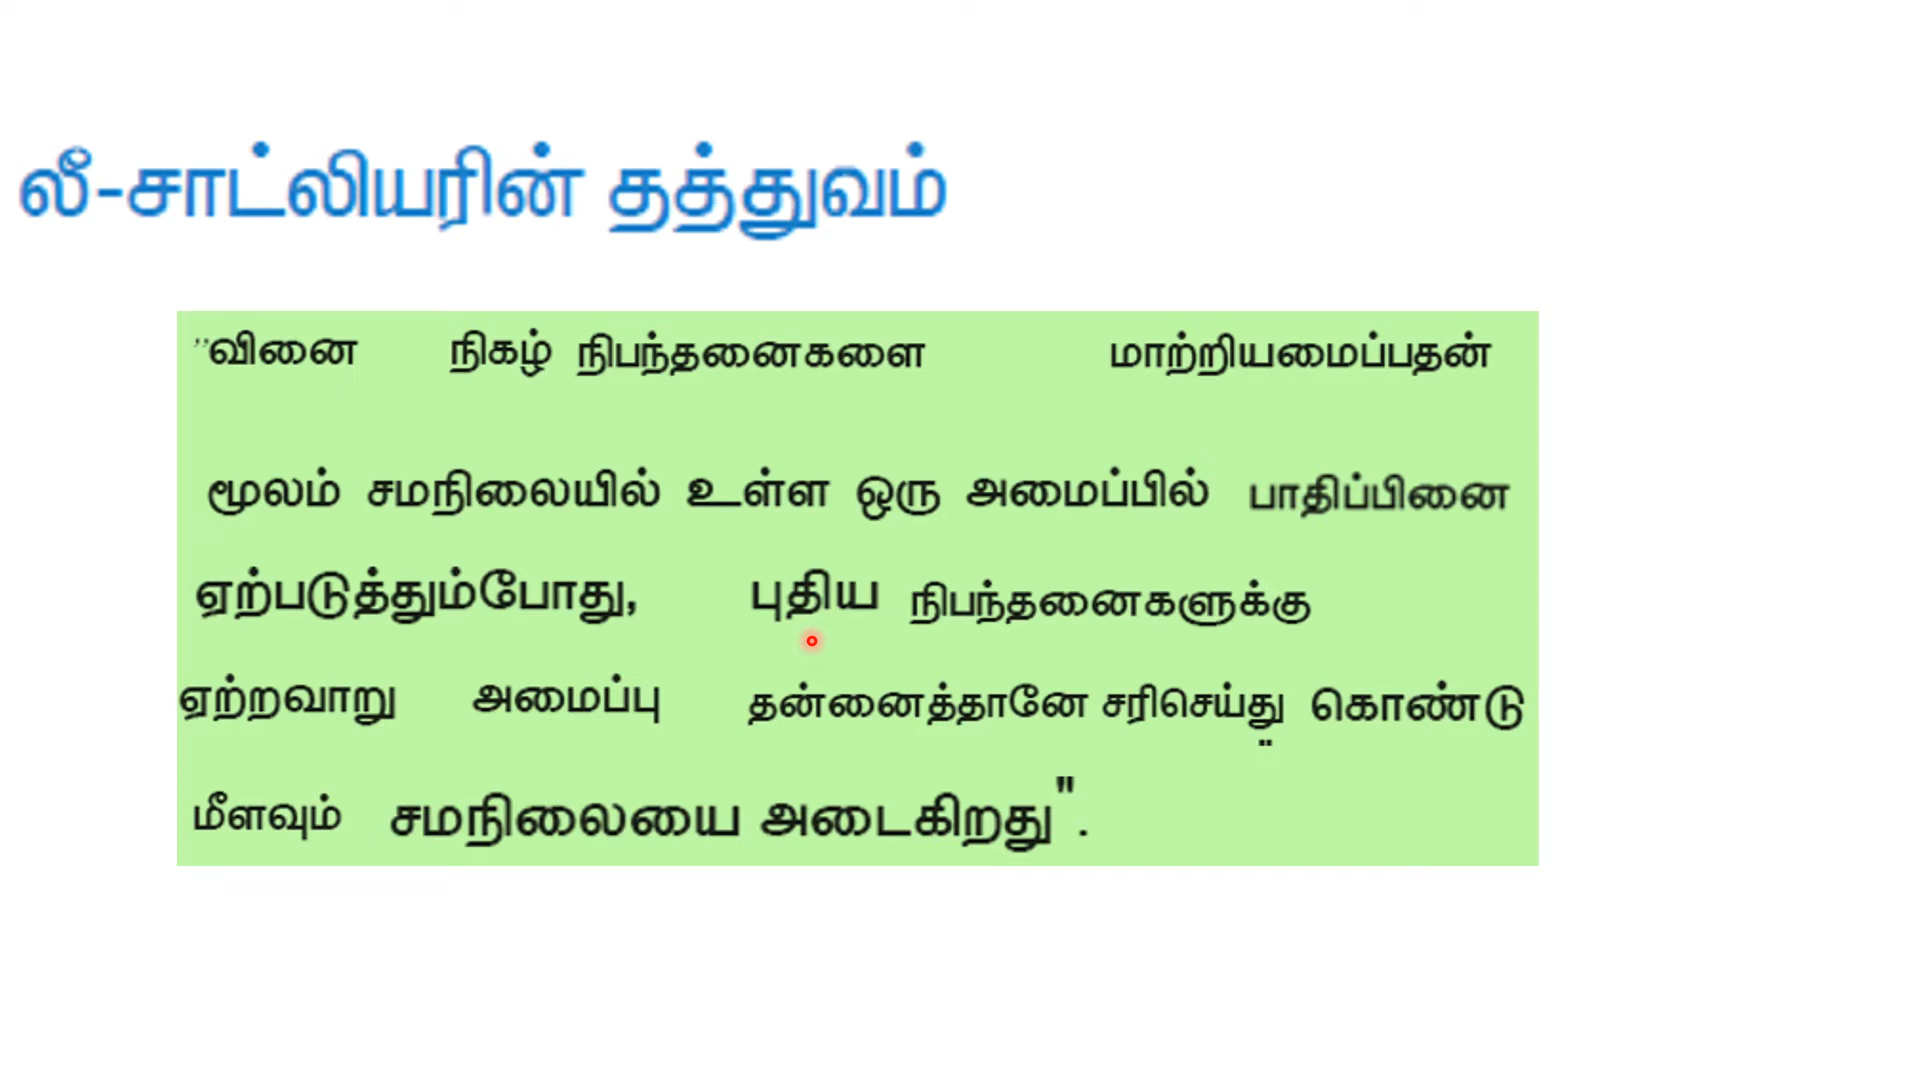 லீ-சாட்லியரின் தத்துவம்
”வினை நிகழ் நிபந்தனைகளை மாற்றியமைப்பதன்
மூலம் சமநிலையில் உள்ள ஒரு அமைப்பில் பாதிப்பினை
ஏற்படுத்தும்போது, புதிய நிபந்தனைகளுக்கு
ஏற்றவாறு அமைப்பு தன்னைத்தானே சரிசெய்து கொண்டு
மீளவும் சமநிலையை அடைகிறது".